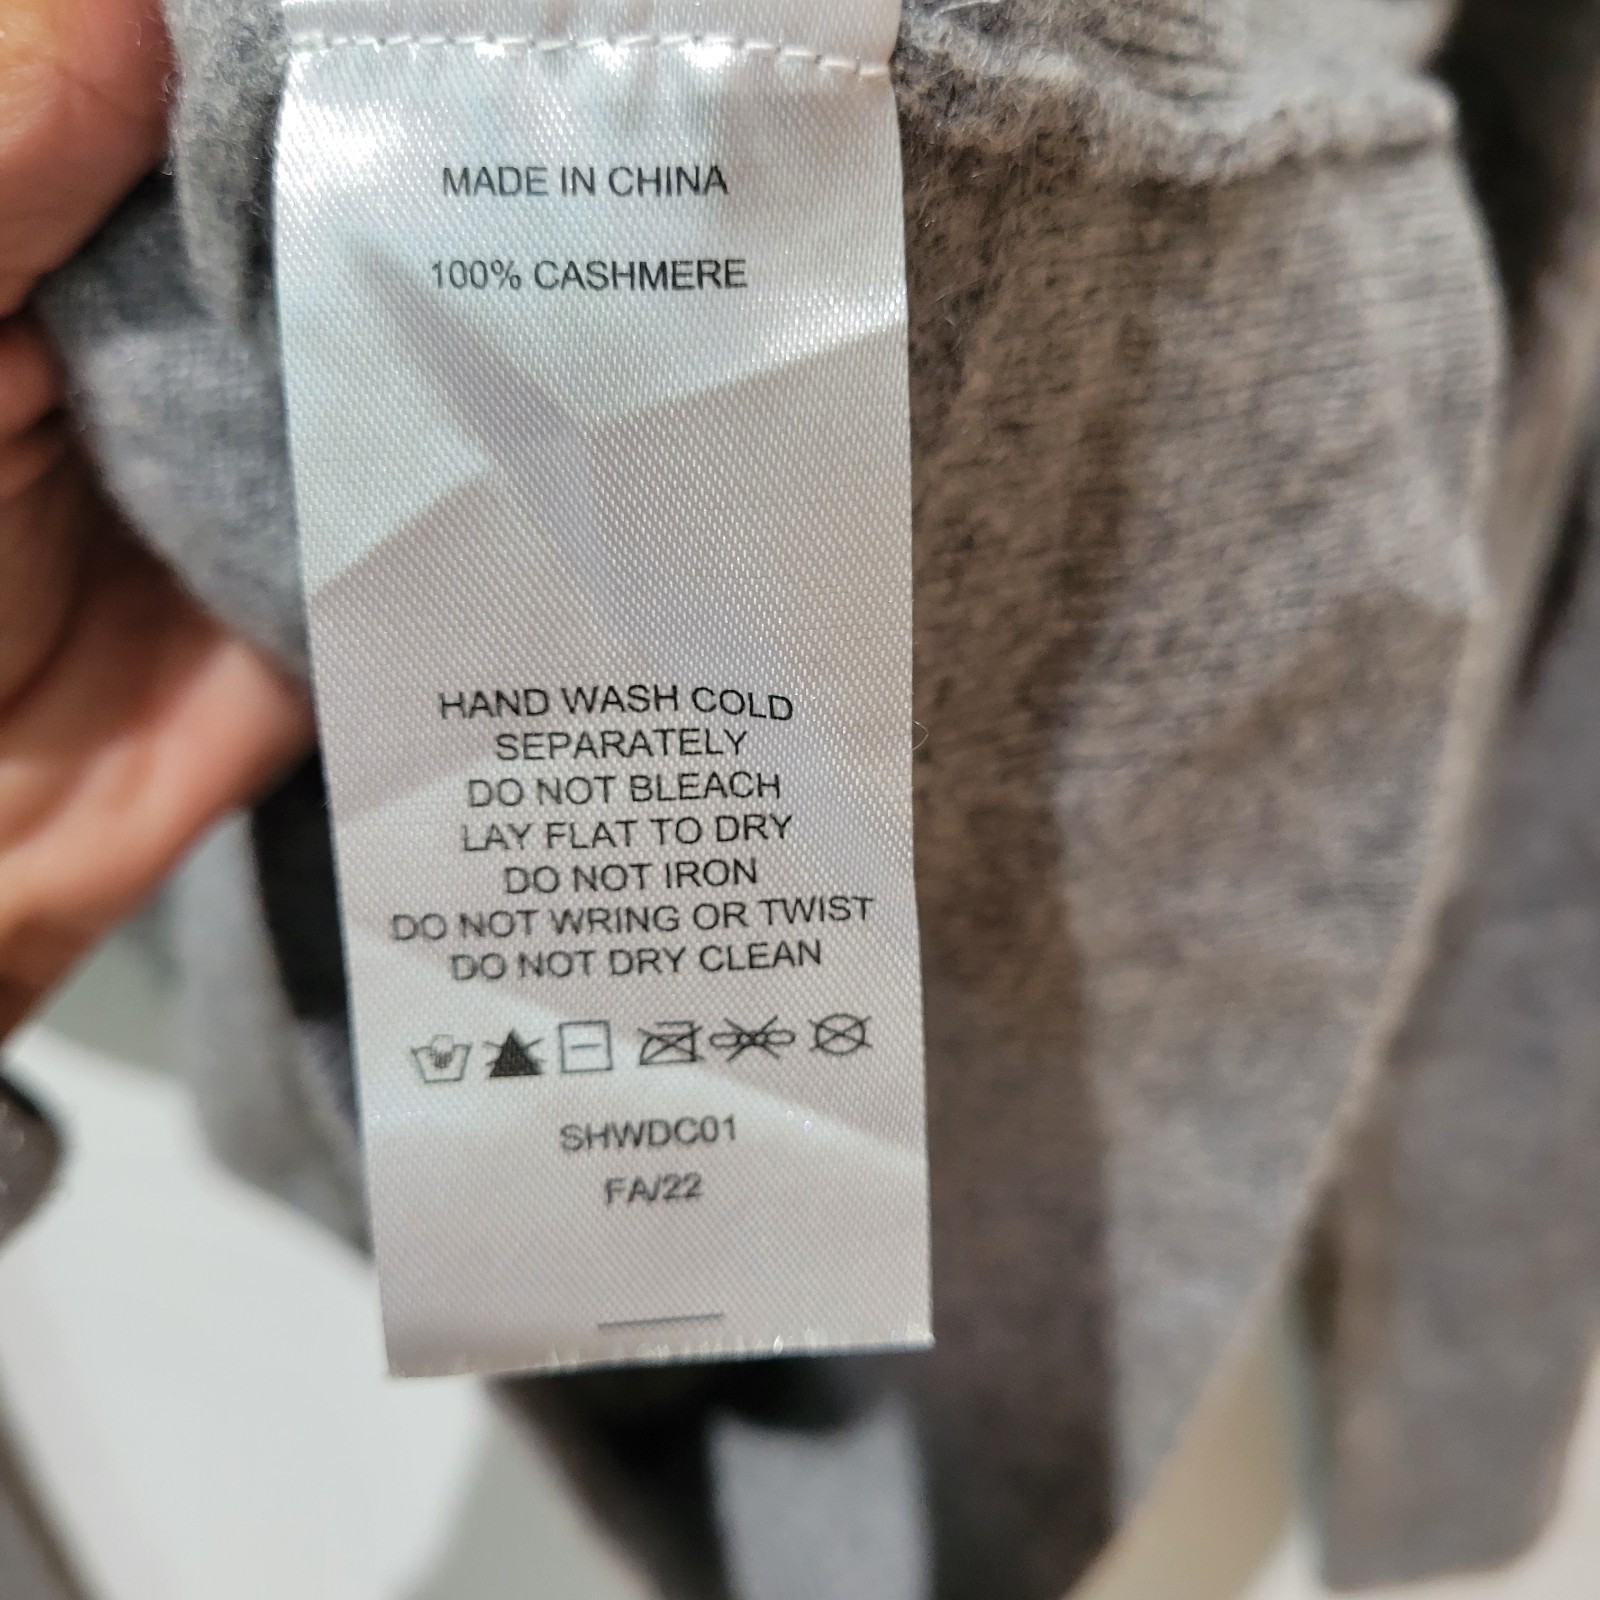 MADE IN CHINA
100% CASHMERE
HAND WASH COLD
SEPARATELY
DO NOT BLEACH
LAY FLAT TO DRY
DO NOT IRON
DO NOT WRING OR TWIST
DO NOT DRY CLEAN
SHWDC01
FA/22